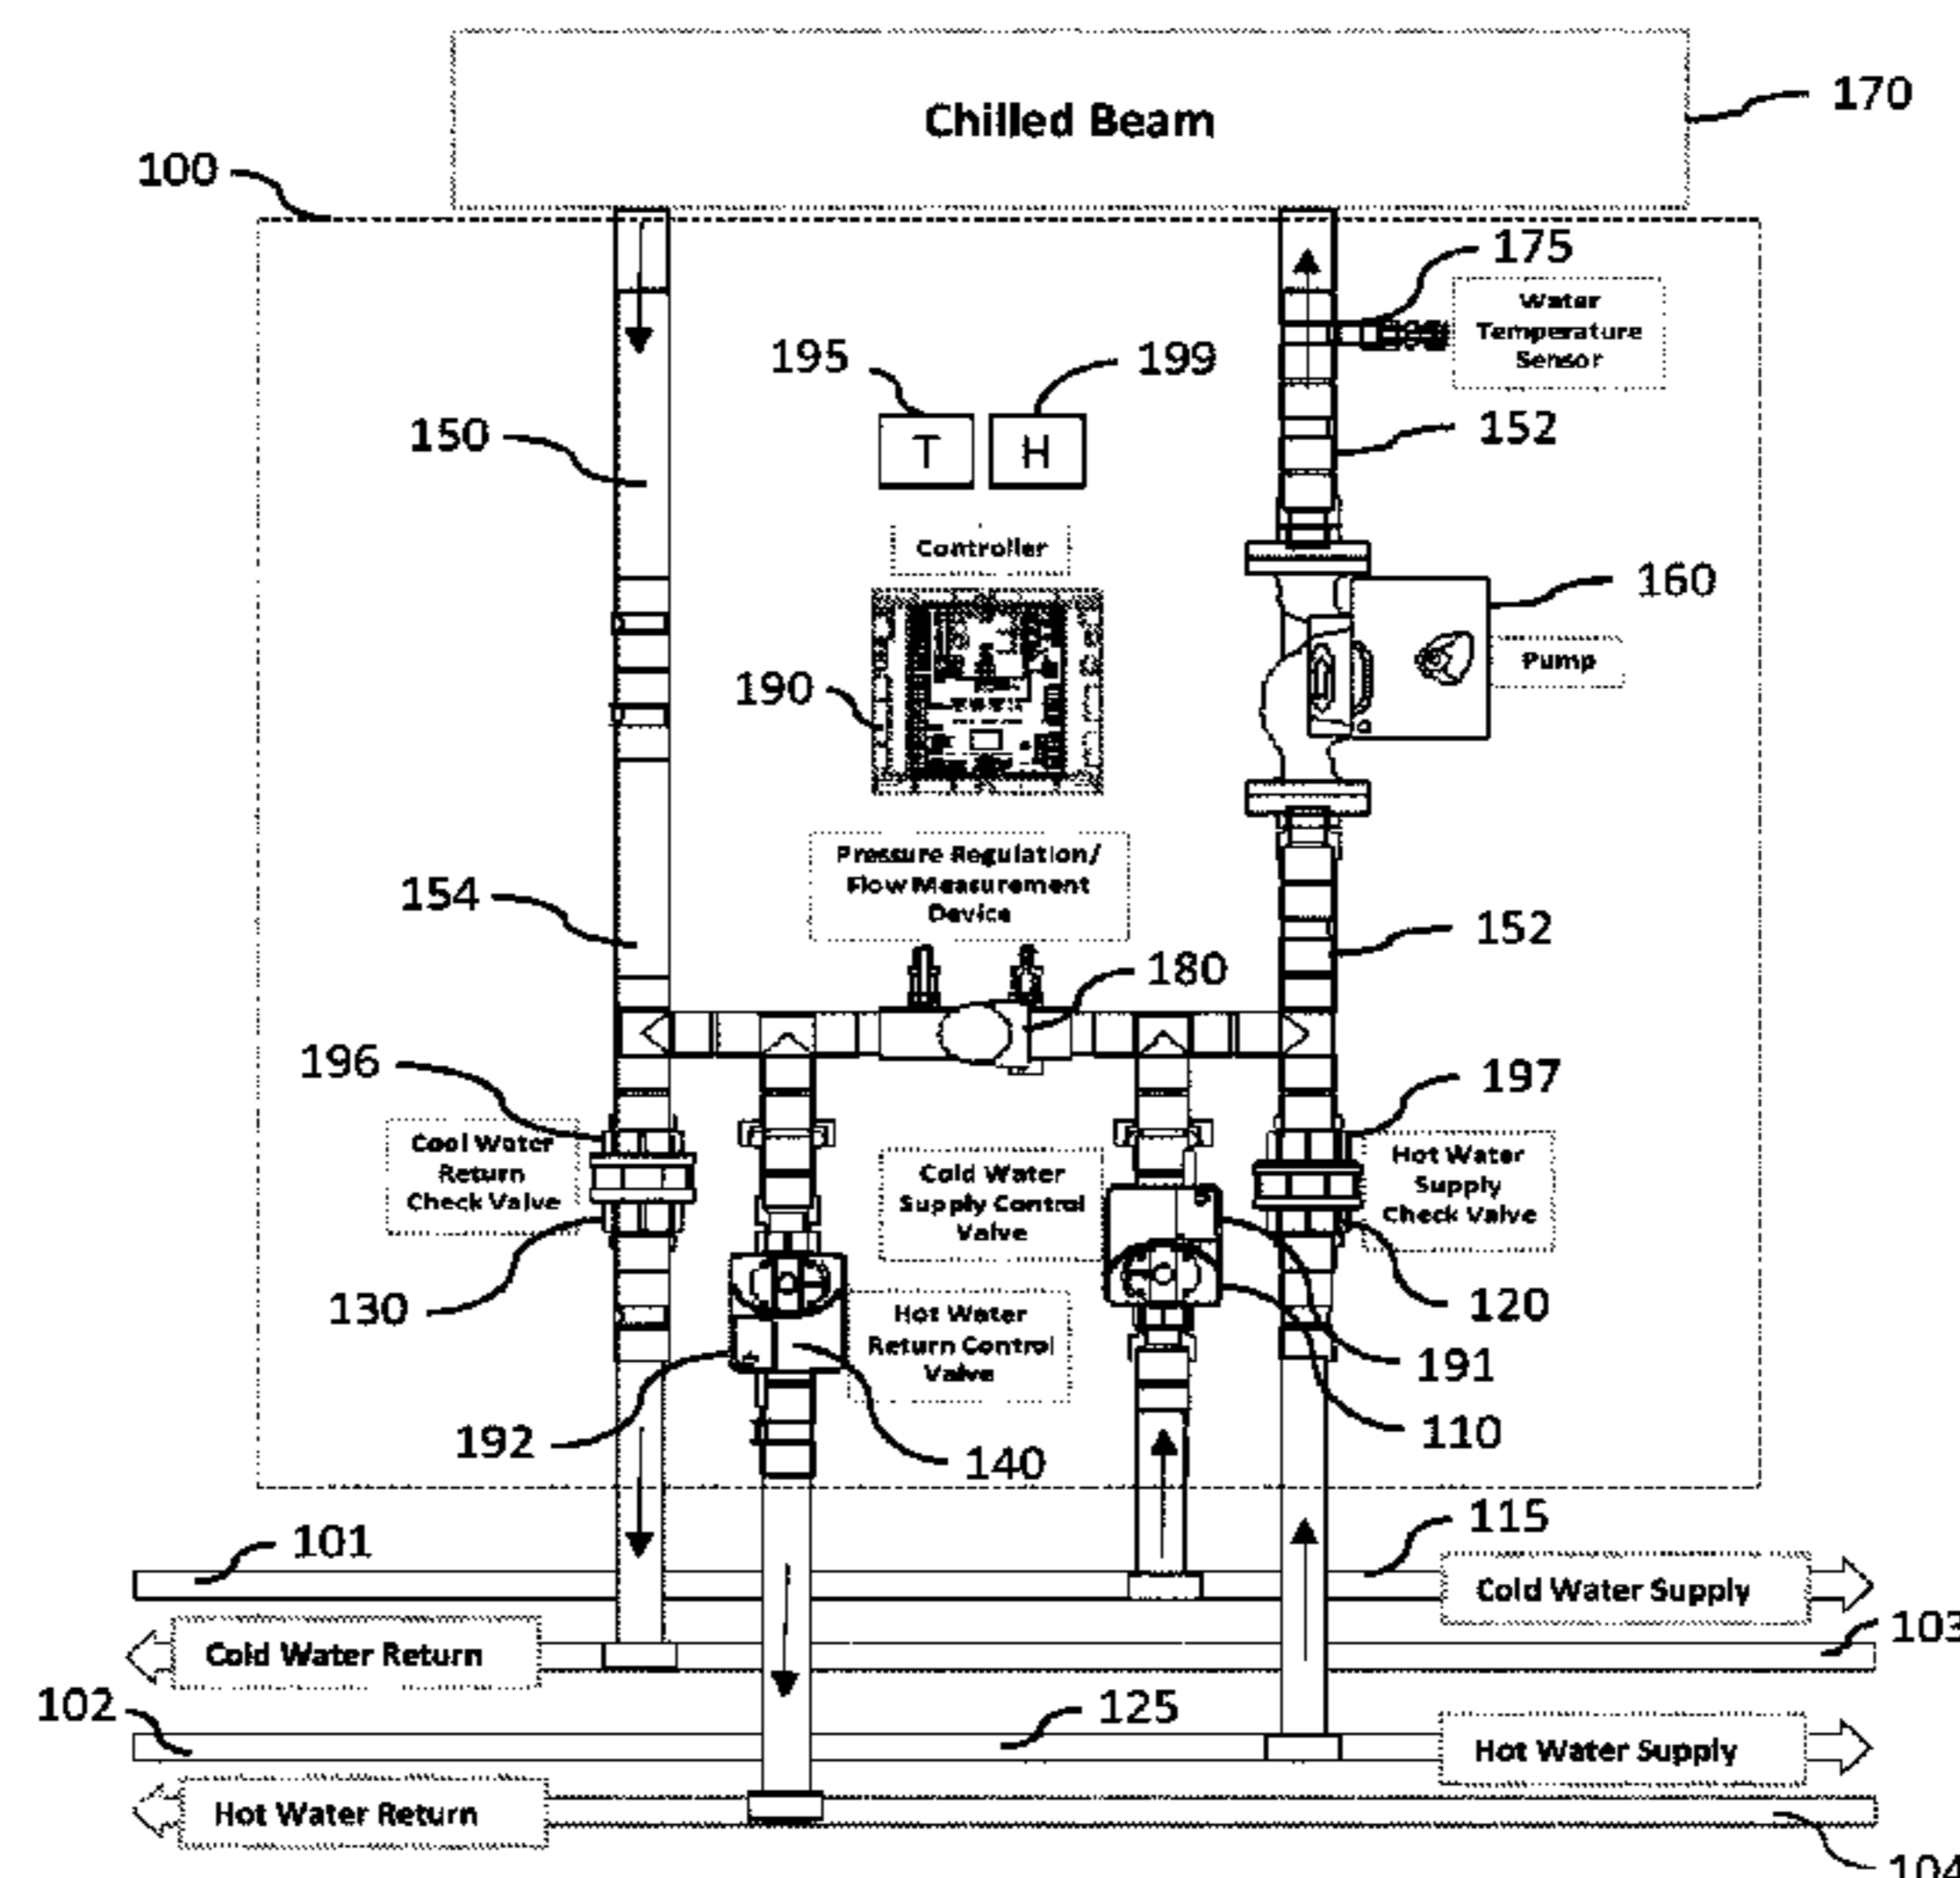 Chilled Beam
170
100
175
Water
Temperature
Sensor
195
199
T
H
150
152
Controller
160
Pump
190
Pressure Regulation/
Flow Measurement
Device
154
152
180
196
197
Cool Water
Return
Check Valve
Cold Water
Supply Control
Valve
Hot Water
Supply
Check Valve
130
120
Hot Water
Return Control
Valve
191
192
140
110
101
115
Cold Water Supply
103
Cold Water Return
102
125
Hot Water Supply
Hot Water Return
104